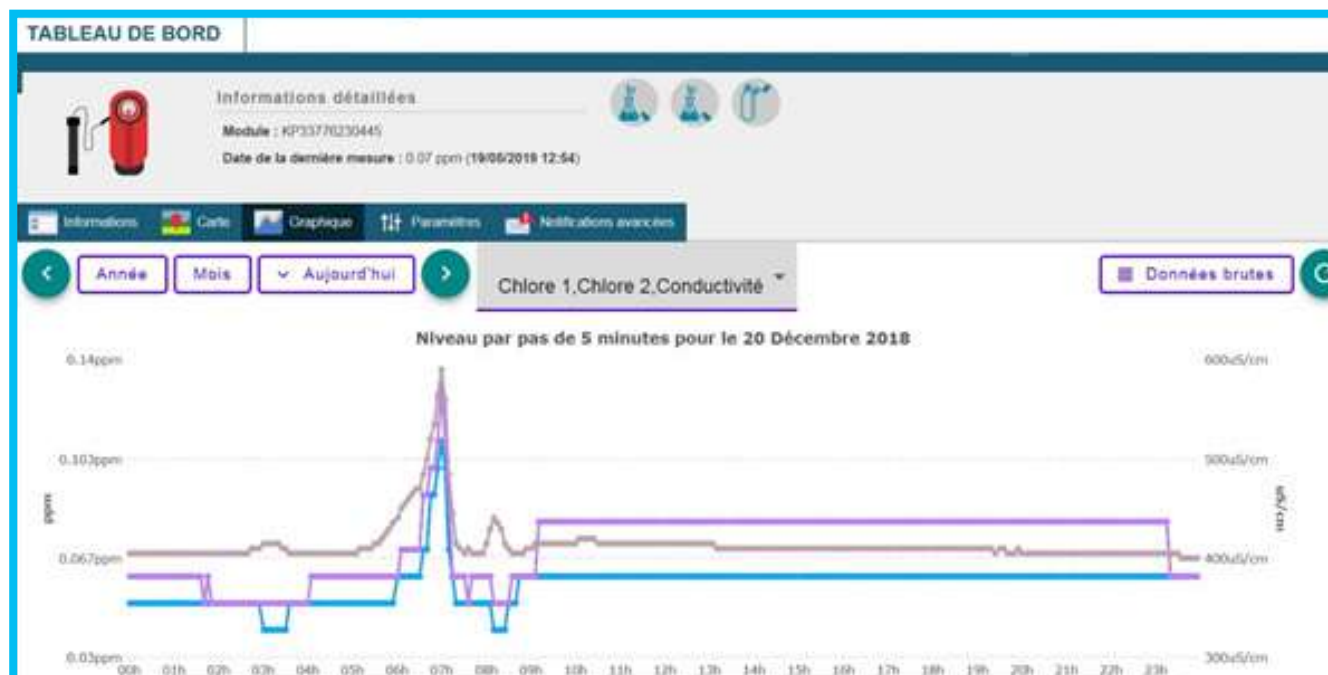 TABLEAU DE BORD
Informations détaillées
Module : KP33770230445
Date de la dernière mesure : 0.07 ppm (19/06/2019 12:54)
Informations Carte Graphique Paramètres Notifications avancées
Année Mois Aujourd'hui
Chlore 1,Chlore 2,Conductivité
Données brutes
Niveau par pas de 5 minutes pour le 20 Décembre 2018
0.14ppm 600uS/cm
0.103ppm 500uS/cm
ppm uS/cm
0.067ppm 400uS/cm
0.03ppm 300uS/cm
00h 01h 02h 03h 04h 05h 06h 07h 08h 09h 10h 11h 12h 13h 14h 15h 16h 17h 18h 19h 20h 21h 22h 23h